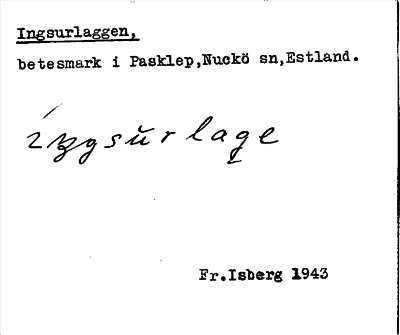 Ingsurlaggen,
betesmark i Pasklep,Nuckö sn,Estland.
Fr.Isberg 1943